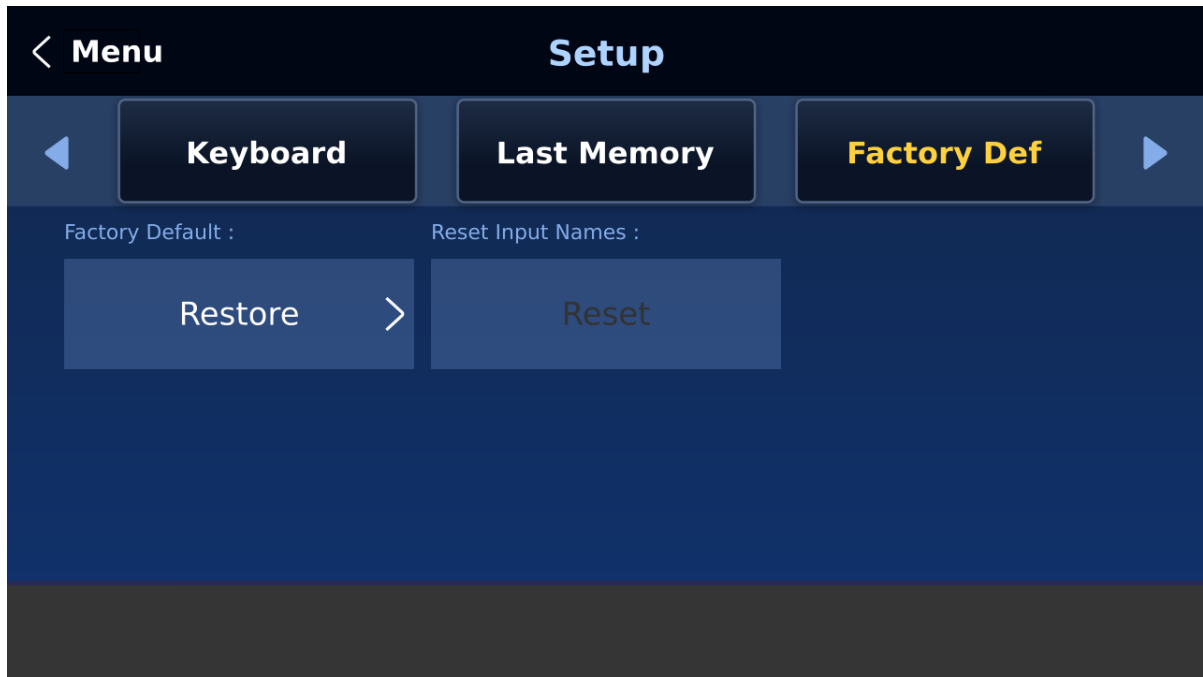 Menu
Setup
Keyboard
Last Memory
Factory Def
Factory Default :
Reset Input Names :
Restore
Reset